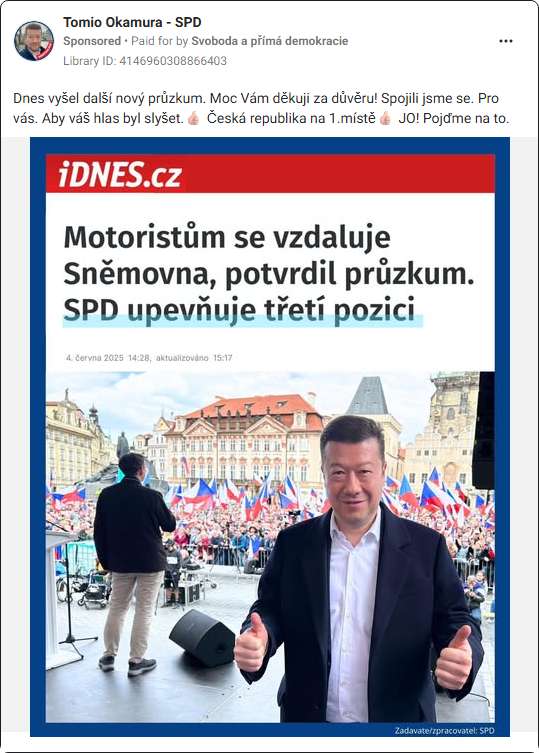 Tomio Okamura - SPD
Sponsored • Paid for by Svoboda a přímá demokracie
Library ID: 4146960308866403
Dnes vyšel další nový průzkum. Moc Vám děkuji za důvěru! Spojili jsme se. Pro
vás. Aby váš hlas byl slyšet.👍🏻 Česká republika na 1.místě👍🏻 JO! Pojďme na to.
iDNES.cz
Motoristům se vzdaluje
Sněmovna, potvrdil průzkum.
SPD upevňuje třetí pozici
4. června 2025 14:28, aktualizováno 15:17
Zadavate/zpracovatel: SPD